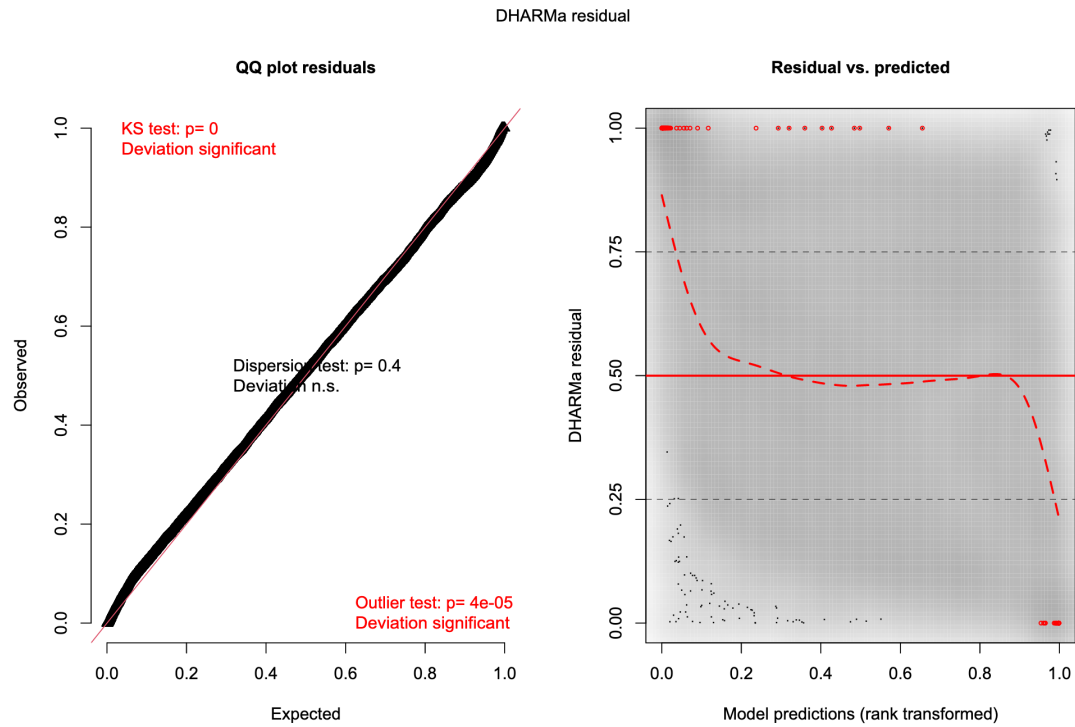 DHARMa residual
QQ plot residuals
KS test: p= 0
Deviation significant
Dispersion test: p= 0.4
Deviation n.s.
Outlier test: p= 4e-05
Deviation significant
Observed
0.0
0.2
0.4
0.6
0.8
1.0
0.0 0.2 0.4 0.6 0.8 1.0
Expected
Residual vs. predicted
DHARMa residual
0.00
0.25
0.50
0.75
1.00
0.0 0.2 0.4 0.6 0.8 1.0
Model predictions (rank transformed)